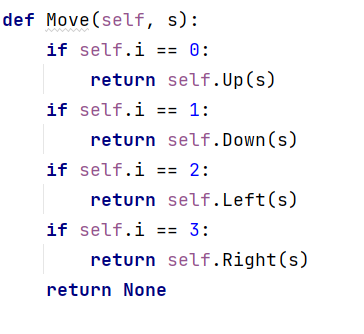 def Move(self, s):
    if self.i == 0:
        return self.Up(s)
    if self.i == 1:
        return self.Down(s)
    if self.i == 2:
        return self.Left(s)
    if self.i == 3:
        return self.Right(s)
    return None